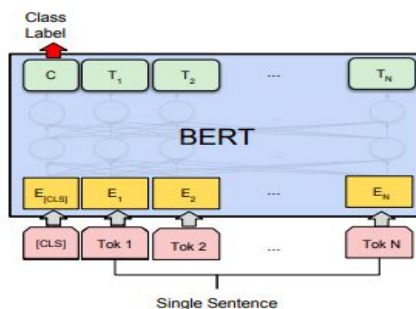 Class
Label
C T1 T2 ... TN
BERT
E[CLS] E1 E2 ... EN
[CLS] Tok 1 Tok 2 ... Tok N
Single Sentence